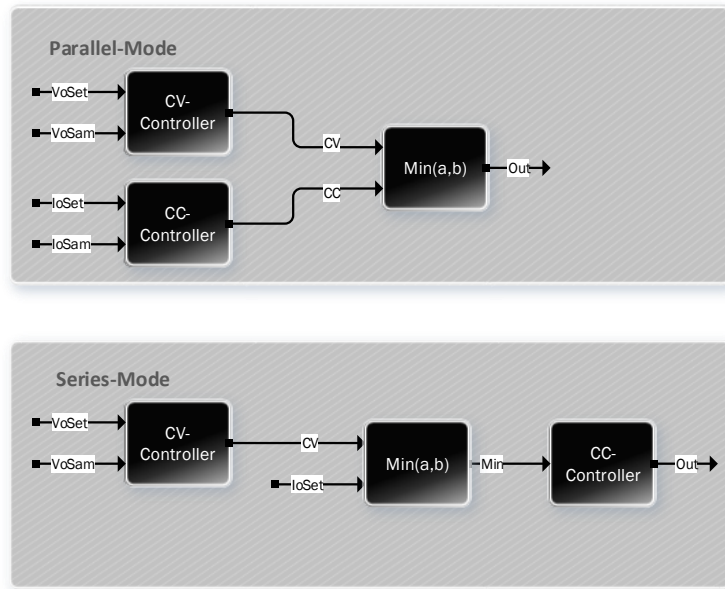 Parallel-Mode
VoSet
VoSam
CV-
Controller
IoSet
IoSam
CC-
Controller
CV
CC
Min(a,b)
Out
Series-Mode
VoSet
VoSam
CV-
Controller
CV
IoSet
Min(a,b)
Min
CC-
Controller
Out